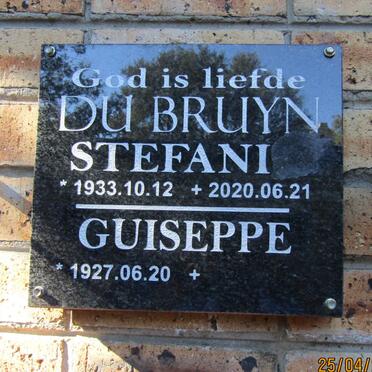 God is liefde
DU BRUYN
STEFANI
* 1933.10.12 + 2020.06.21
GUISEPPE
* 1927.06.20 +
25/04/